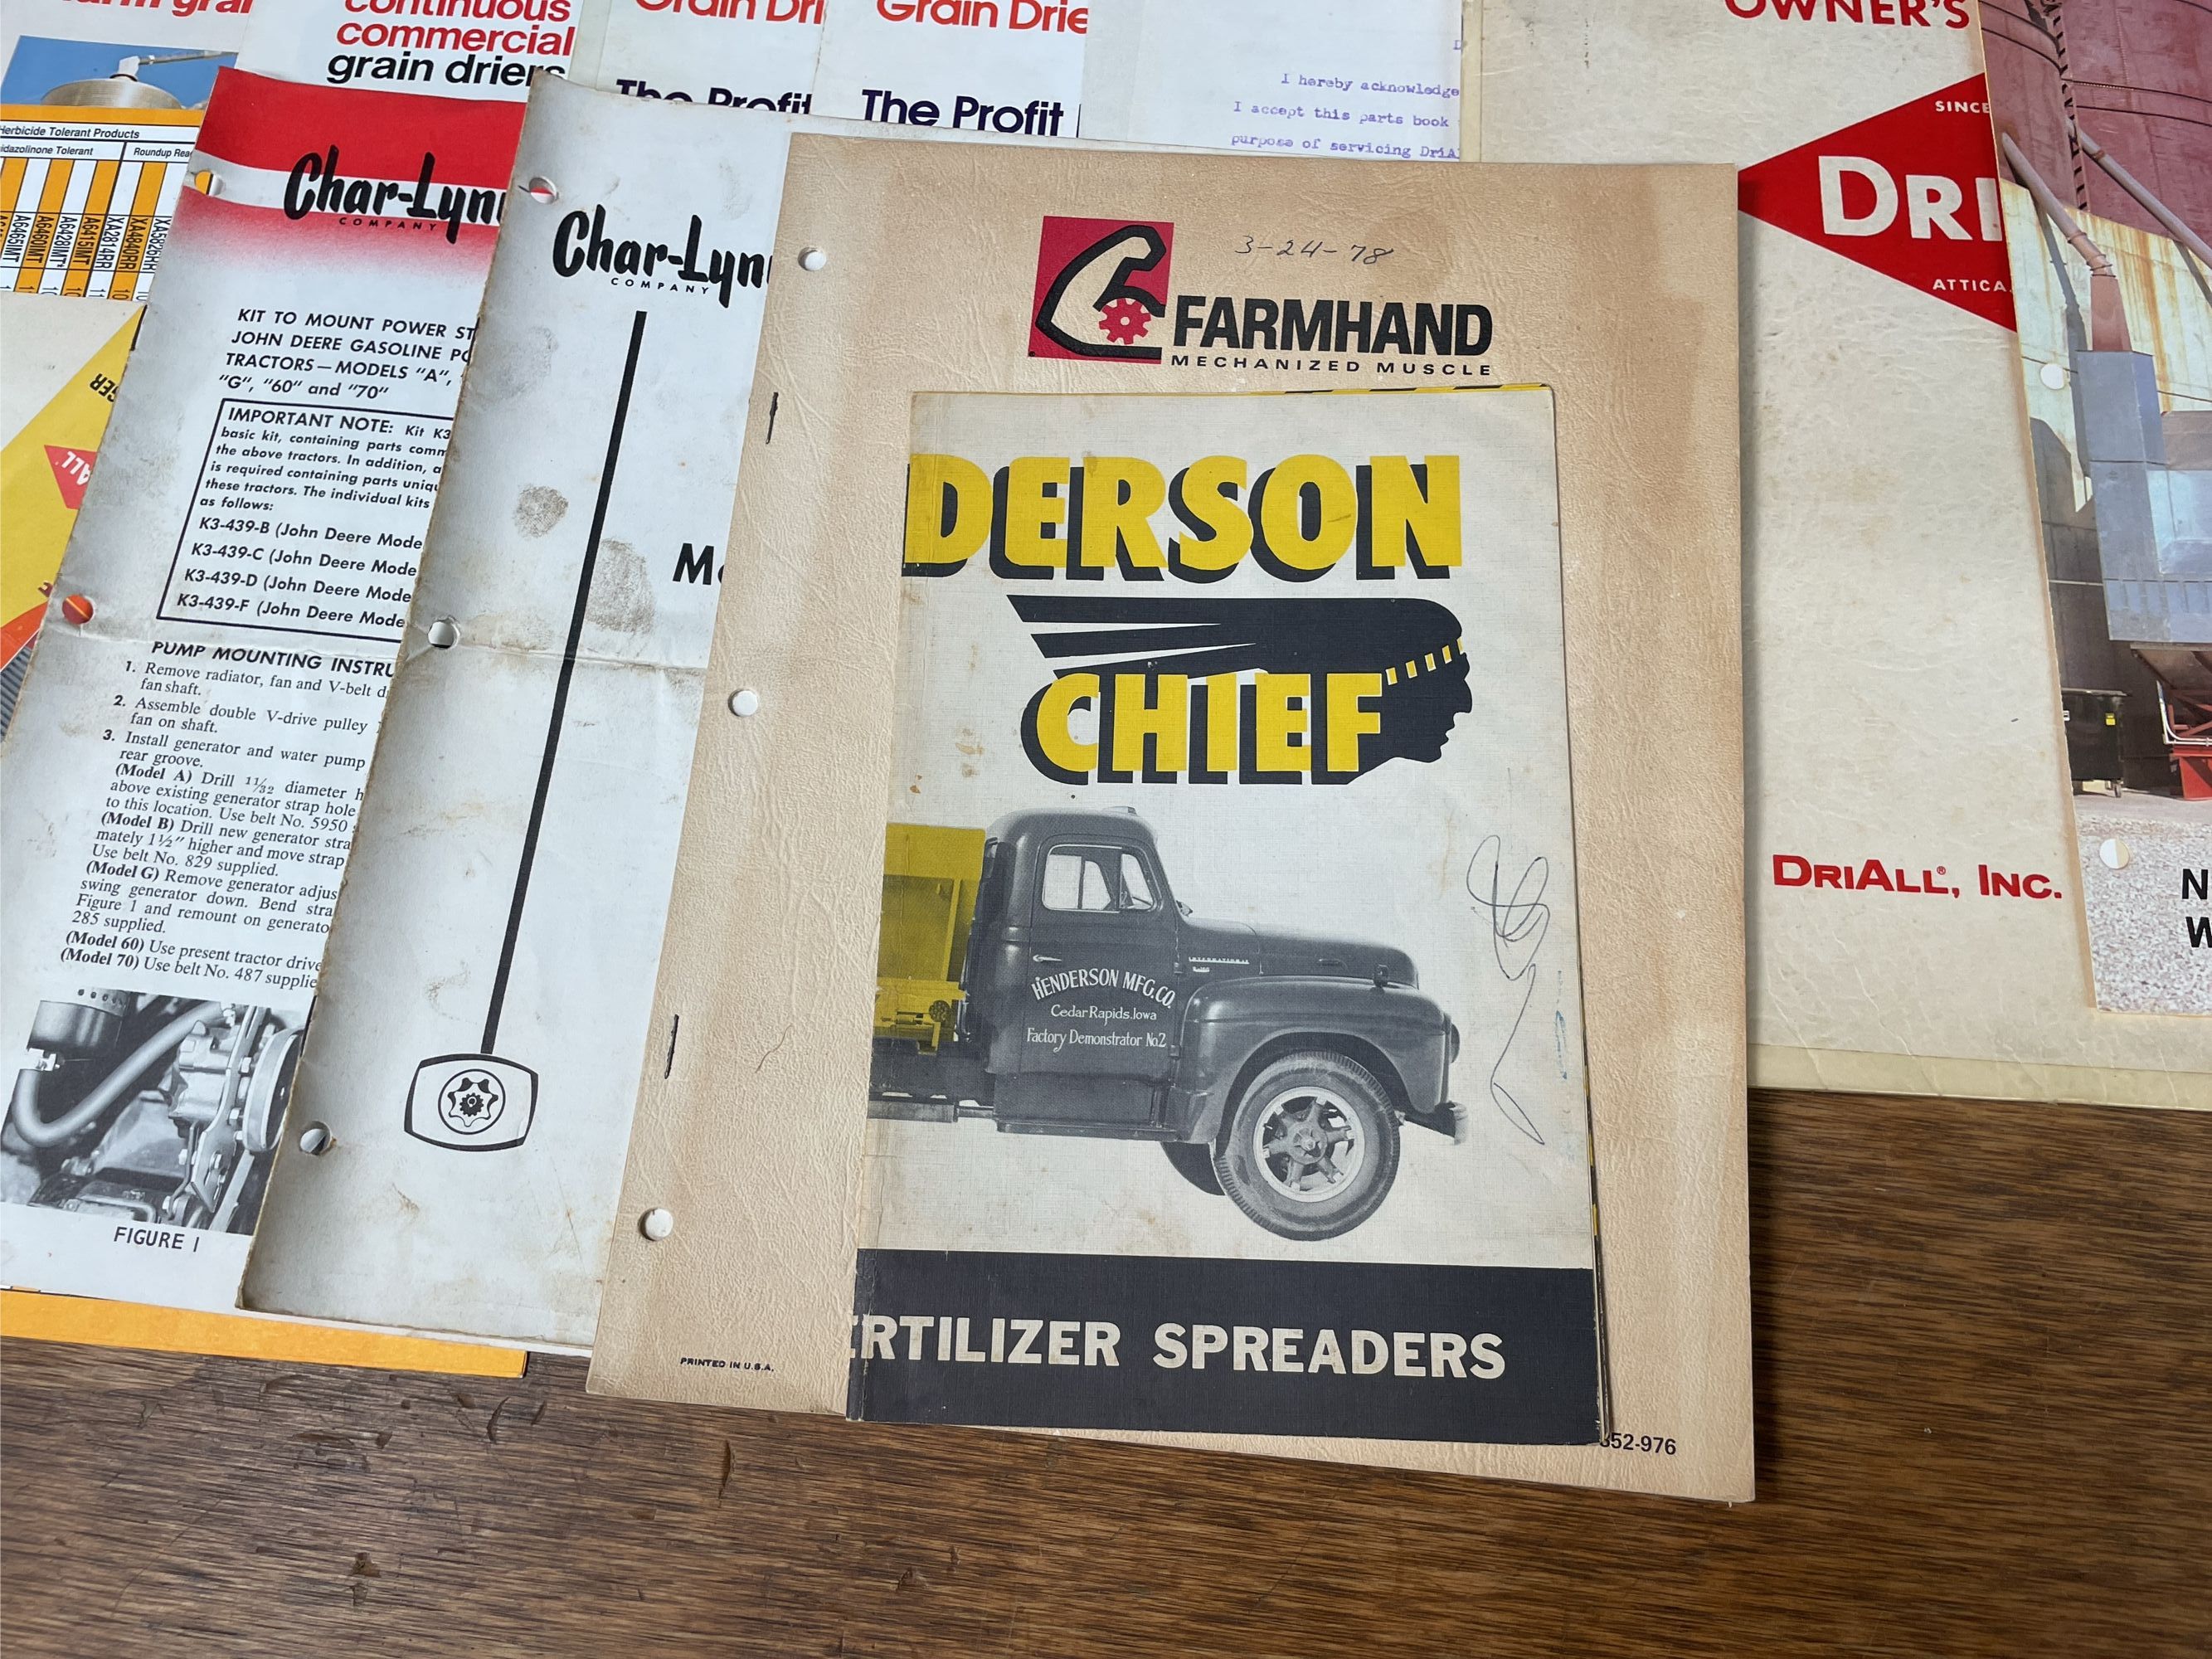 continuous
commercial
grain driers
Grain Dri
Grain Drie
The Profit
The Profit
I hereby acknowledge
I accept this parts book
purpose of servicing DriA
OWNER'S
SINCE
DRI
ATTICA
DRIALL®, INC.
Herbicide Tolerant Products
idazolinone Tolerant
Roundup Rea
Char-Lynn
COMPANY
KIT TO MOUNT POWER ST
JOHN DEERE GASOLINE PO
TRACTORS — MODELS "A",
"G", "60" and "70"
IMPORTANT NOTE: Kit K3
basic kit, containing parts comm
the above tractors. In addition, a
is required containing parts uniqu
these tractors. The individual kits
as follows:
K3-439-B (John Deere Mode
K3-439-C (John Deere Mode
K3-439-D (John Deere Mode
K3-439-F (John Deere Mode
PUMP MOUNTING INSTRU
1. Remove radiator, fan and V-belt d
fan shaft.
2. Assemble double V-drive pulley
fan on shaft.
3. Install generator and water pump
rear groove.
(Model A) Drill 11/32 diameter h
above existing generator strap hole
to this location. Use belt No. 5950
(Model B) Drill new generator stra
mately 1½" higher and move strap
Use belt No. 829 supplied.
(Model G) Remove generator adjus
swing generator down. Bend stra
Figure 1 and remount on generato
285 supplied.
(Model 60) Use present tractor drive
(Model 70) Use belt No. 487 supplie
FIGURE 1
Char-Lynn
COMPANY
Mo
3-24-78
FARMHAND
MECHANIZED MUSCLE
DERSON
CHIEF
INTERNATIONAL
HENDERSON MFG. CO.
Cedar Rapids, Iowa
Factory Demonstrator No.2
ERTILIZER SPREADERS
PRINTED IN U.S.A.
352-976